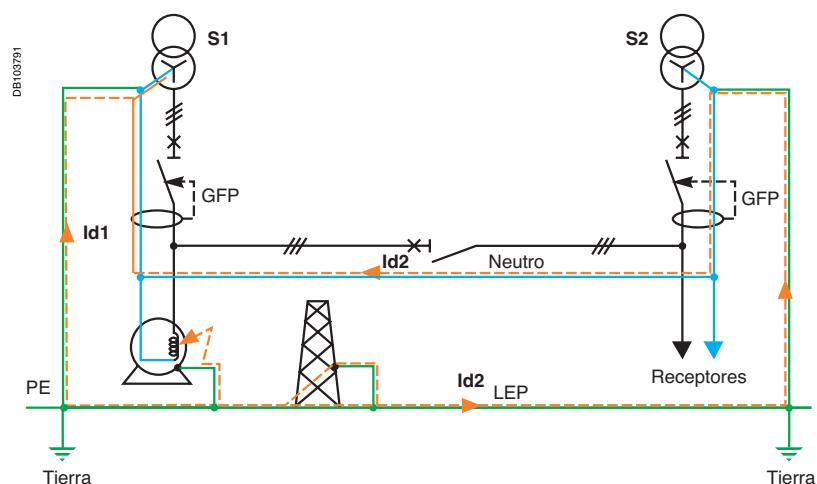 S1
S2
DB103791
GFP
GFP
Id1
Id2
Neutro
Id2
LEP
Receptores
PE
Tierra
Tierra